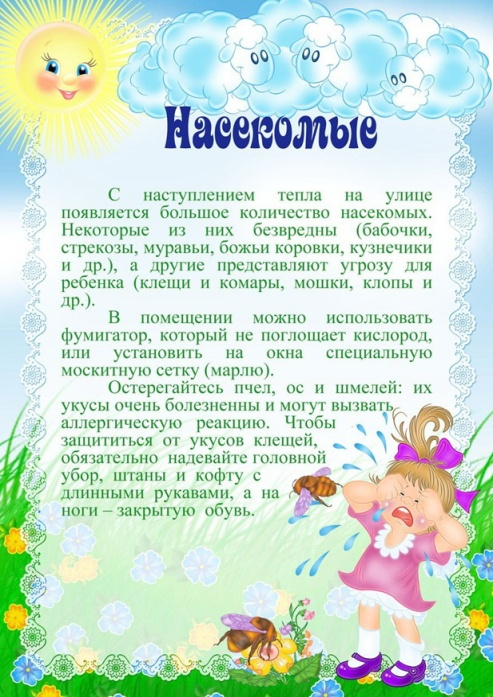 Насекомые
С наступлением тепла на улице
появляется большое количество насекомых.
Некоторые из них безвредны (бабочки,
стрекозы, муравьи, божьи коровки, кузнечики
и др.), а другие представляют угрозу для
ребенка (клещи и комары, мошки, клопы и
др.).
В помещении можно использовать
фумигатор, который не поглощает кислород,
или установить на окна специальную
москитную сетку (марлю).
Остерегайтесь пчел, ос и шмелей: их
укусы очень болезненны и могут вызвать
аллергическую реакцию. Чтобы
защититься от укусов клещей,
обязательно надевайте головной
убор, штаны и кофту с
длинными рукавами, а на
ноги – закрытую обувь.